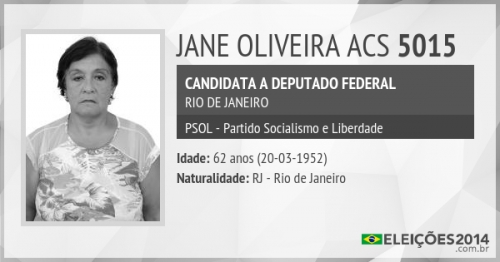 JANE OLIVEIRA ACS 5015
CANDIDATA A DEPUTADO FEDERAL
RIO DE JANEIRO
PSOL - Partido Socialismo e Liberdade
Idade: 62 anos (20-03-1952)
Naturalidade: RJ - Rio de Janeiro
ELEIÇÕES2014
.com.br